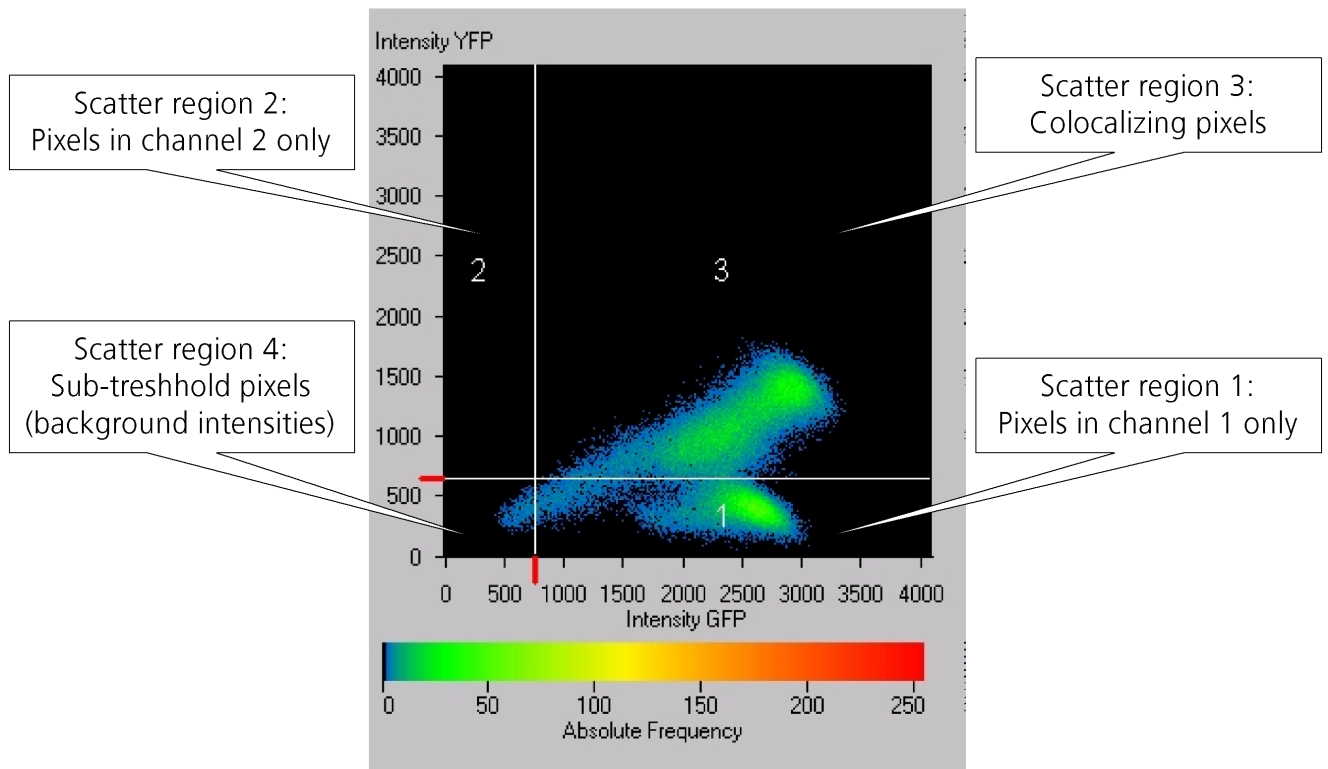 Intensity YFP
4000
3500
3000
2500
2000
1500
1000
500
0
Scatter region 2:
Pixels in channel 2 only
Scatter region 3:
Colocalizing pixels
2
3
Scatter region 4:
Sub-treshhold pixels
(background intensities)
Scatter region 1:
Pixels in channel 1 only
1
0 500 1000 1500 2000 2500 3000 3500 4000
Intensity GFP
0 50 100 150 200 250
Absolute Frequency